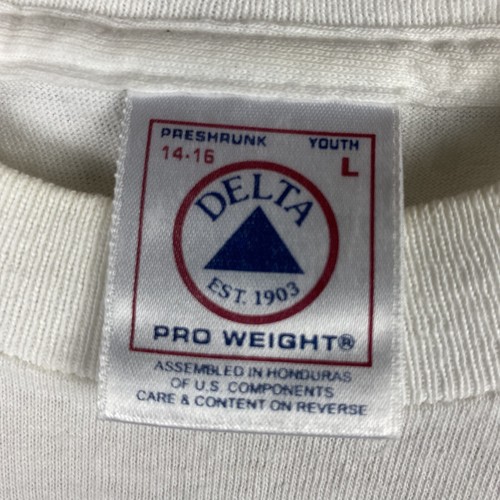 PRESHRUNK YOUTH
14-16 L
DELTA
EST. 1903
PRO WEIGHT®
ASSEMBLED IN HONDURAS
OF U.S. COMPONENTS
CARE & CONTENT ON REVERSE